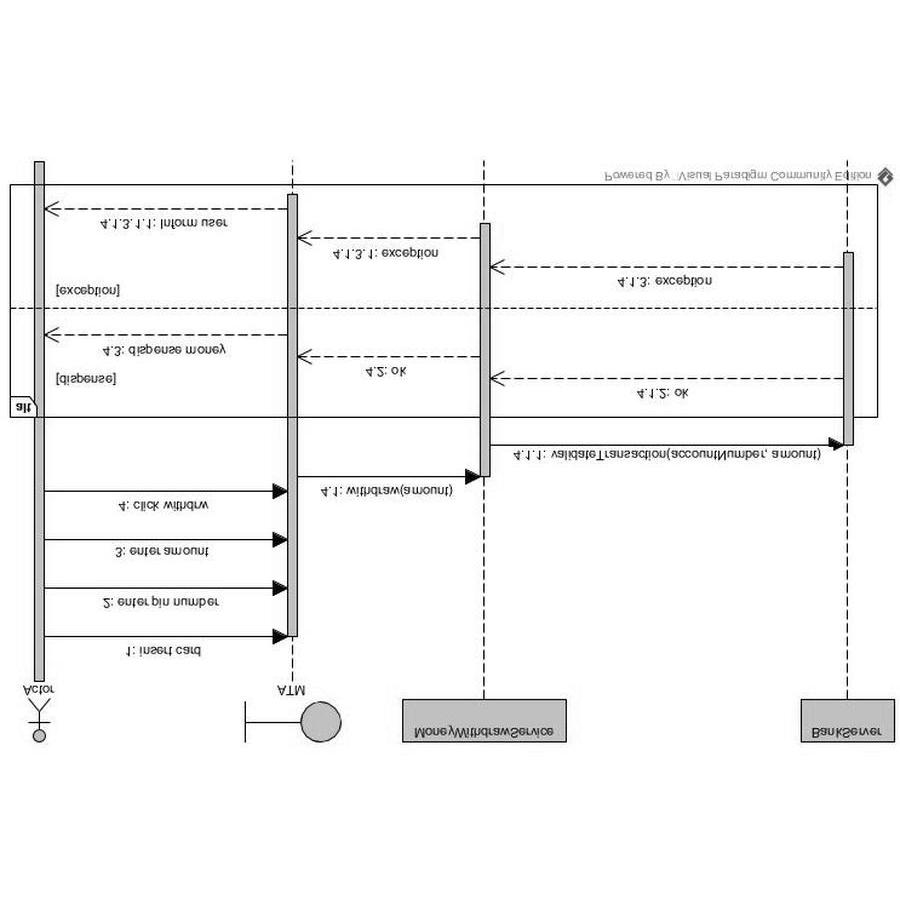 Actor
ATM
MoneyWithdrawService
BankServer
1: insert card
2: enter pin number
3: enter amount
4: click withdrw
4.1: withdraw(amount)
4.1.1: validateTransaction(accountNumber, amount)
alt
[dispense]
4.1.2: ok
4.2: ok
4.3: dispense money
[exception]
4.1.3: exception
4.1.3.1: exception
4.1.3.1.1: Inform user
Powered By Visual Paradigm Community Edition